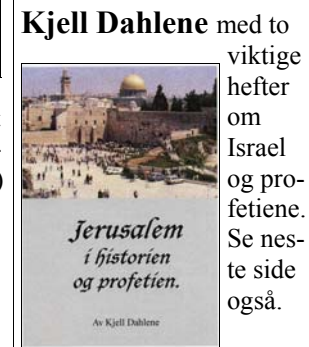 Kjell Dahlene med to
viktige
hefter
om
Israel
og pro-
fetiene.
Se nes-
te side
også.
Jerusalem
i historien
og profetien.
Av Kjell Dahlene